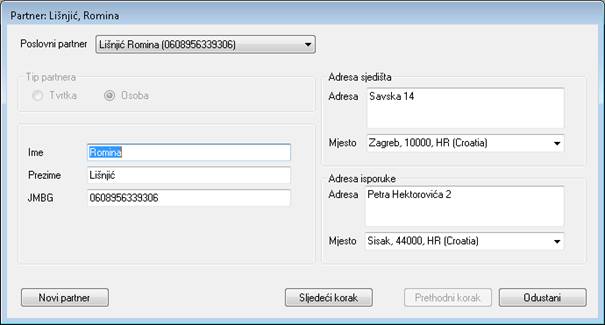 Partner: Lišnjić, Romina
Poslovni partner
Lišnjić Romina (0608956339306)
Tip partnera
Tvrtka
Osoba
Ime
Romina
Prezime
Lišnjić
JMBG
0608956339306
Adresa sjedišta
Adresa
Savska 14
Mjesto
Zagreb, 10000, HR (Croatia)
Adresa isporuke
Adresa
Petra Hektorovića 2
Mjesto
Sisak, 44000, HR (Croatia)
Novi partner
Sljedeći korak
Prethodni korak
Odustani